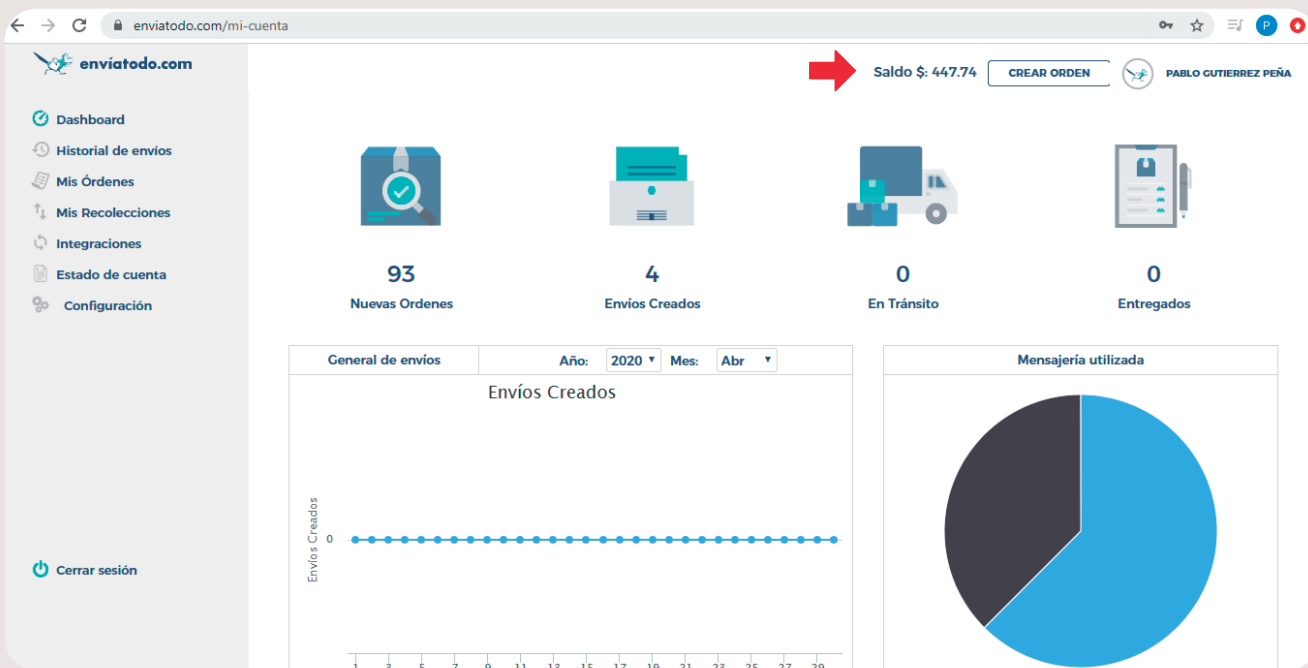 enviatodo.com/mi-cuenta
P
envíatodo.com
Saldo $: 447.74
CREAR ORDEN
PABLO GUTIERREZ PEÑA
Dashboard
Historial de envíos
Mis Órdenes
Mis Recolecciones
Integraciones
Estado de cuenta
Configuración
Cerrar sesión
93
Nuevas Ordenes
4
Envíos Creados
0
En Tránsito
0
Entregados
General de envíos
Año: 2020 Mes: Abr
Envíos Creados
Envíos Creados
0
1 3 5 7 9 11 13 15 17 19 21 23 25 27 29
Mensajería utilizada